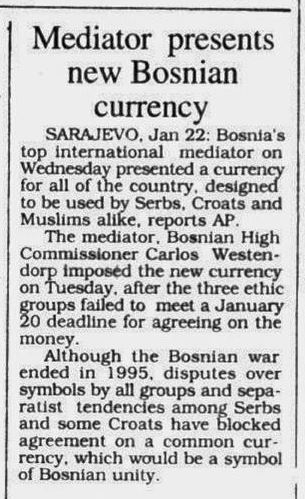 Mediator presents
new Bosnian
currency
SARAJEVO, Jan 22: Bosnia's
top international mediator on
Wednesday presented a currency
for all of the country, designed
to be used by Serbs, Croats and
Muslims alike, reports AP.
The mediator, Bosnian High
Commissioner Carlos Westen-
dorp imposed the new currency
on Tuesday, after the three ethic
groups failed to meet a January
20 deadline for agreeing on the
money.
Although the Bosnian war
ended in 1995, disputes over
symbols by all groups and sepa-
ratist tendencies among Serbs
and some Croats have blocked
agreement on a common cur-
rency, which would be a symbol
of Bosnian unity.